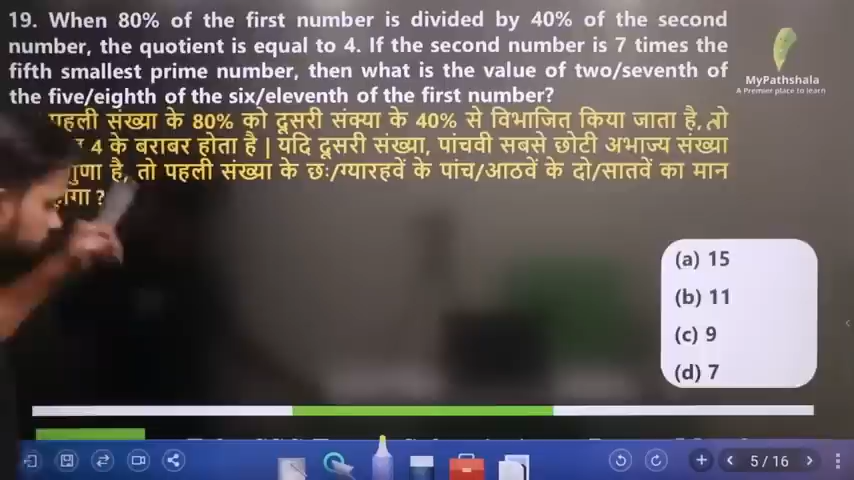 19. When 80% of the first number is divided by 40% of the second
number, the quotient is equal to 4. If the second number is 7 times the
fifth smallest prime number, then what is the value of two/seventh of
the five/eighth of the six/eleventh of the first number?
MyPathshala
A Premier place to learn
पहली संख्या के 80% को दूसरी संक्या के 40% से विभाजित किया जाता है, तो
4 के बराबर होता है | यदि दूसरी संख्या, पांचवी सबसे छोटी अभाज्य संख्या
है, तो पहली संख्या के छः/ग्यारहवें के पांच/आठवें के दो/सातवें का मान
(a) 15
(b) 11
(c) 9
(d) 7
5 / 16